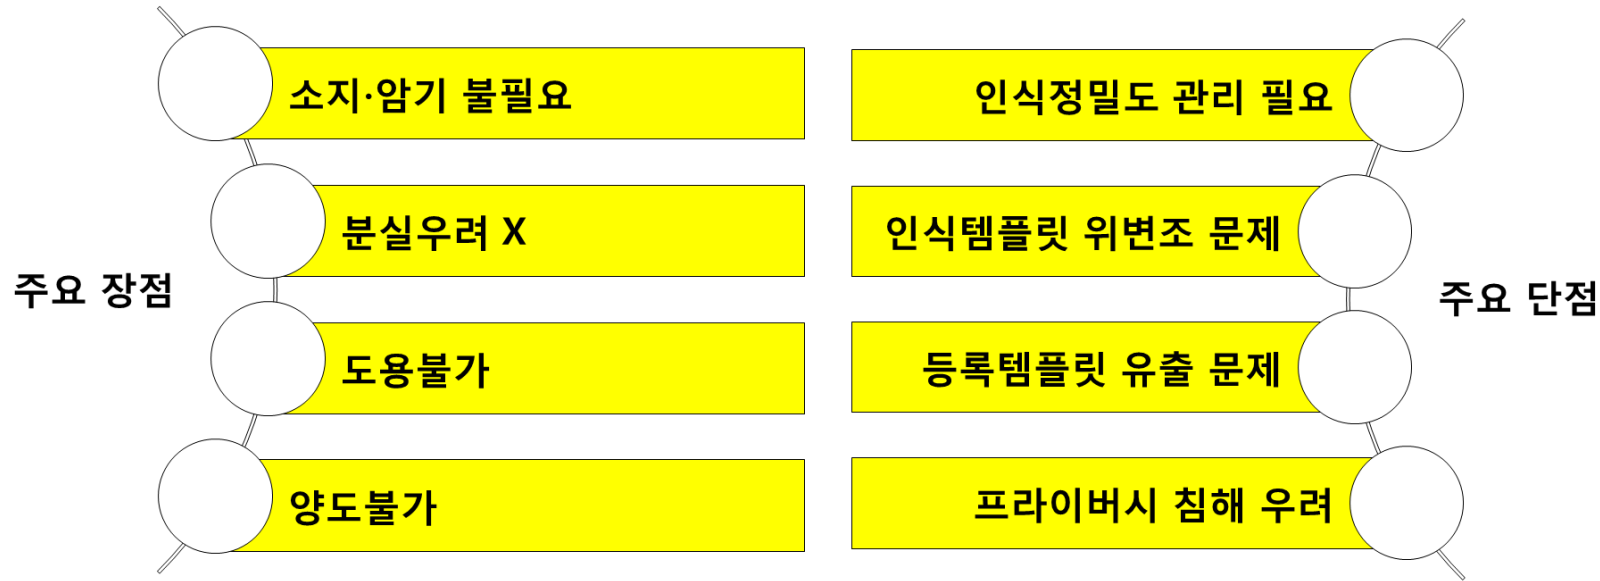 주요 장점
소지·암기 불필요
분실우려 X
도용불가
양도불가
주요 단점
인식정밀도 관리 필요
인식템플릿 위변조 문제
등록템플릿 유출 문제
프라이버시 침해 우려